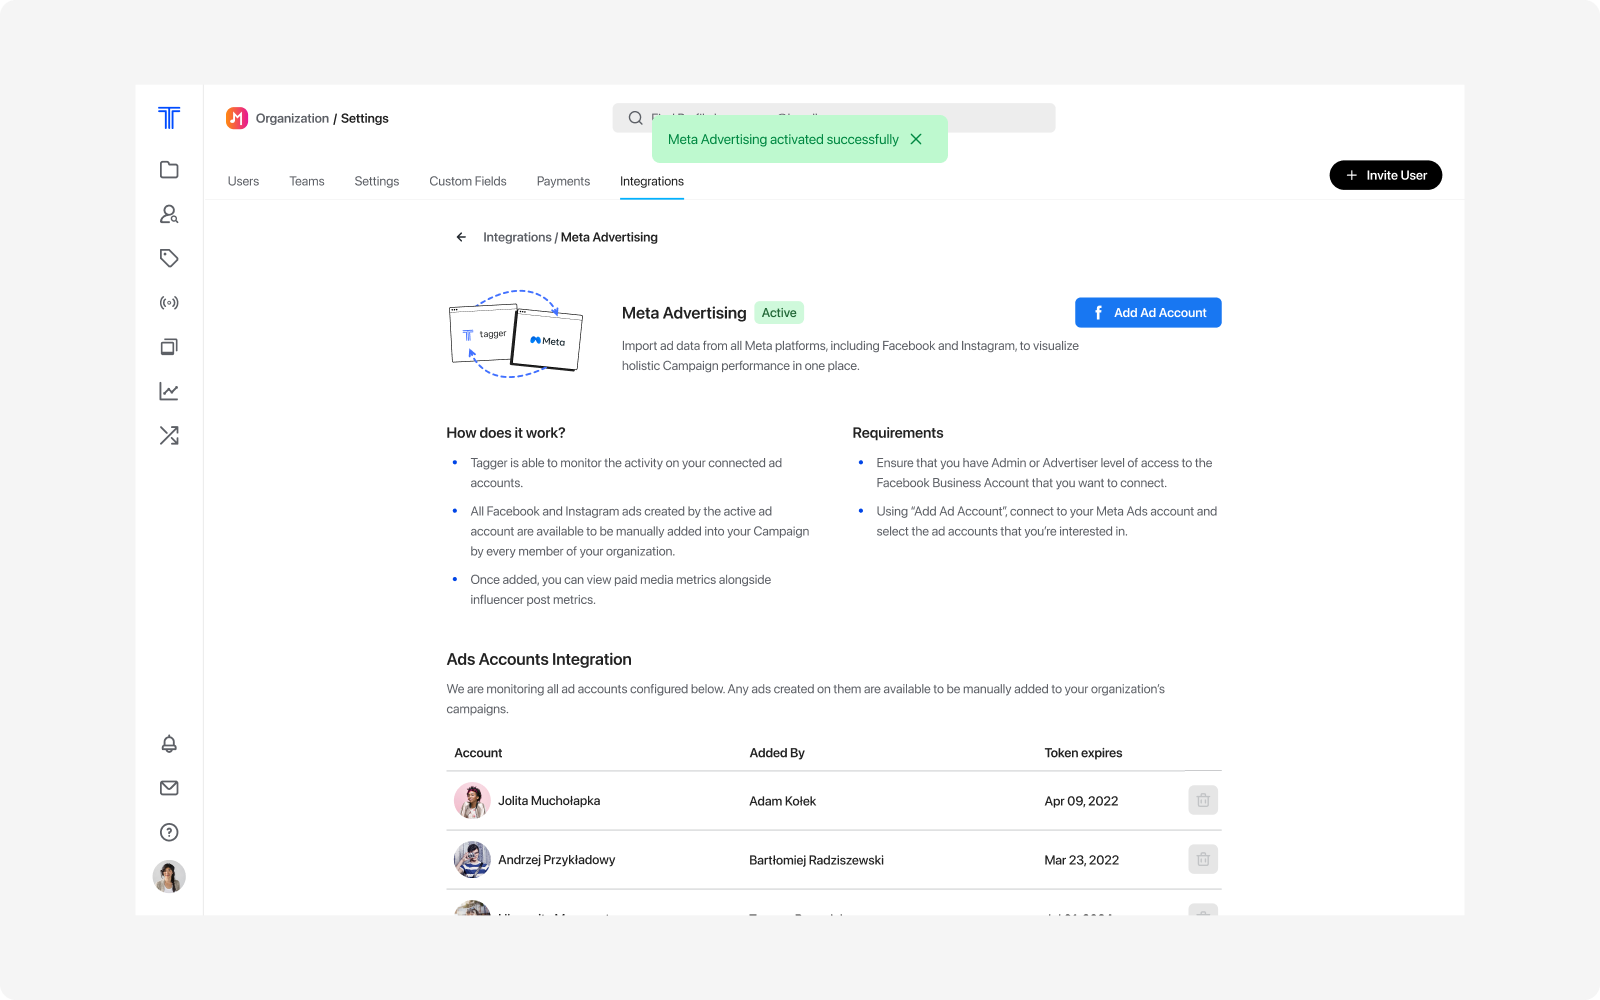 Organization / Settings
Meta Advertising activated successfully
Users
Teams
Settings
Custom Fields
Payments
Integrations
Invite User
Integrations / Meta Advertising
tagger
Meta
Meta Advertising
Active
Add Ad Account
Import ad data from all Meta platforms, including Facebook and Instagram, to visualize
holistic Campaign performance in one place.
How does it work?
Tagger is able to monitor the activity on your connected ad
accounts.
All Facebook and Instagram ads created by the active ad
account are available to be manually added into your Campaign
by every member of your organization.
Once added, you can view paid media metrics alongside
influencer post metrics.
Requirements
Ensure that you have Admin or Advertiser level of access to the
Facebook Business Account that you want to connect.
Using “Add Ad Account”, connect to your Meta Ads account and
select the ad accounts that you’re interested in.
Ads Accounts Integration
We are monitoring all ad accounts configured below. Any ads created on them are available to be manually added to your organization’s
campaigns.
Account
Added By
Token expires
Jolita Muchołapka
Adam Kołek
Apr 09, 2022
Andrzej Przykładowy
Bartłomiej Radziszewski
Mar 23, 2022